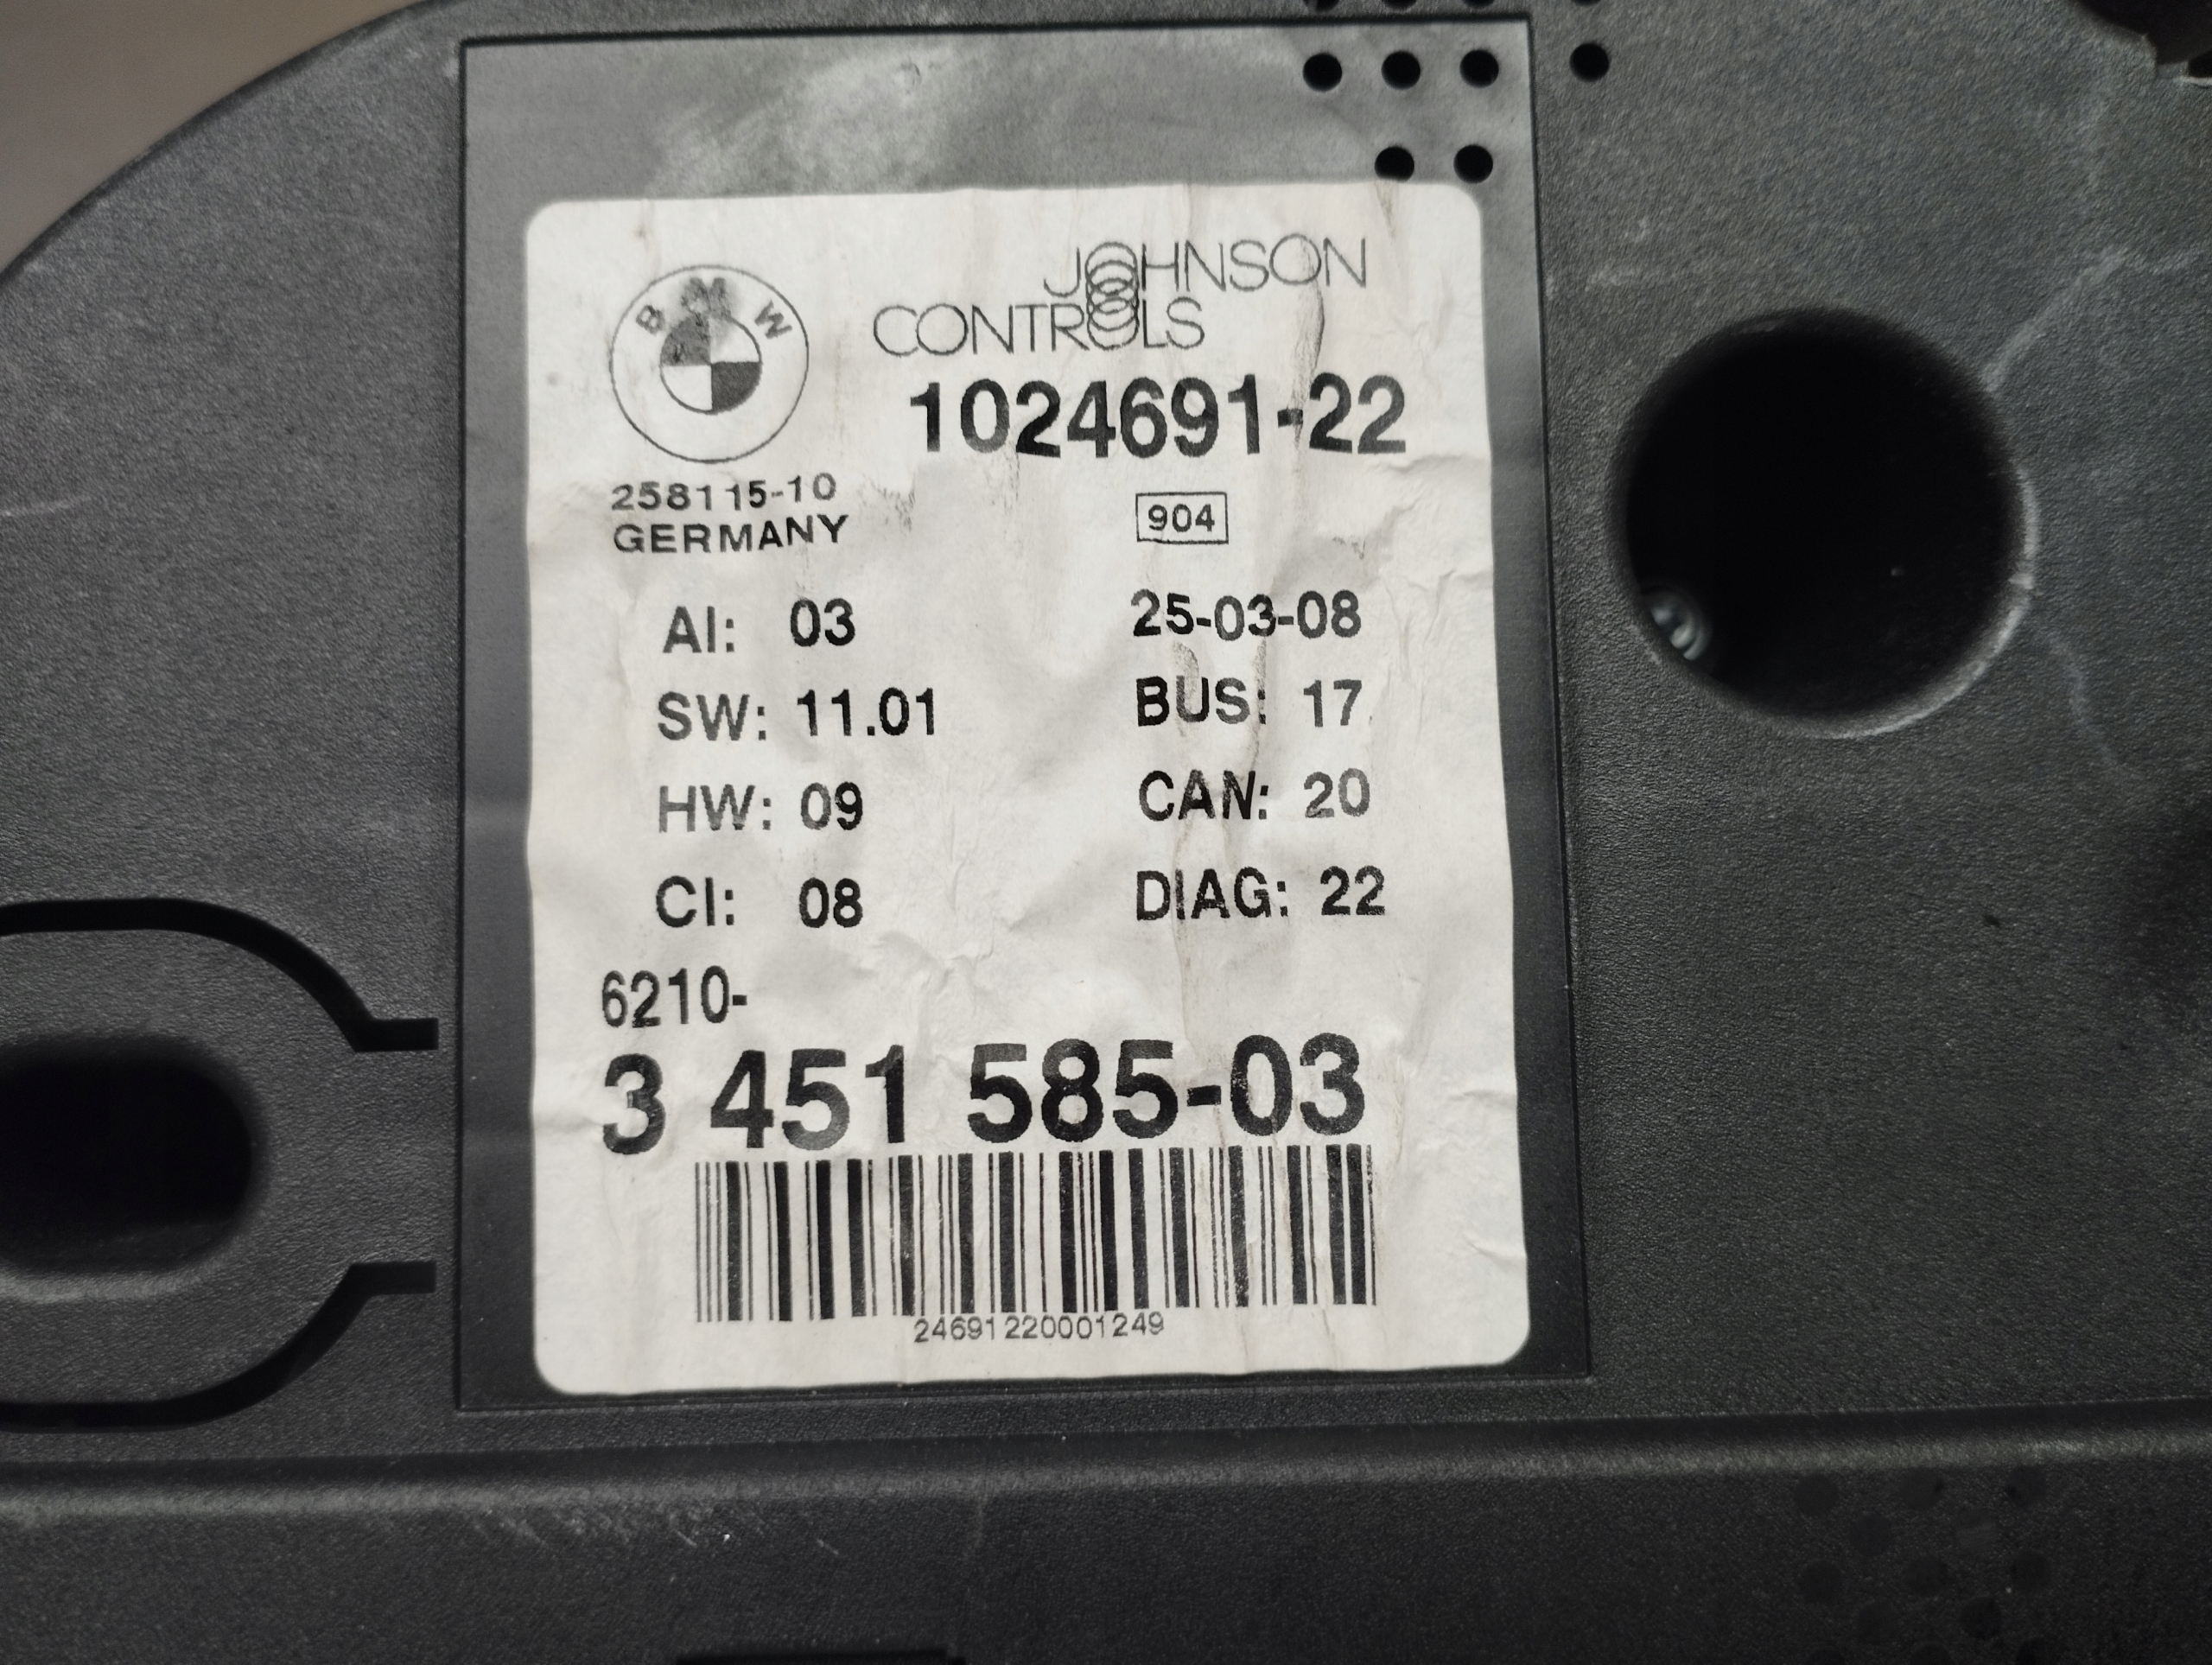 BMW
JOHNSON
CONTROLS
1024691-22
258115-10
GERMANY
904
AI: 03 25-03-08
SW: 11.01 BUS: 17
HW: 09 CAN: 20
CI: 08 DIAG: 22
6210-
3 451 585-03
24691220001249